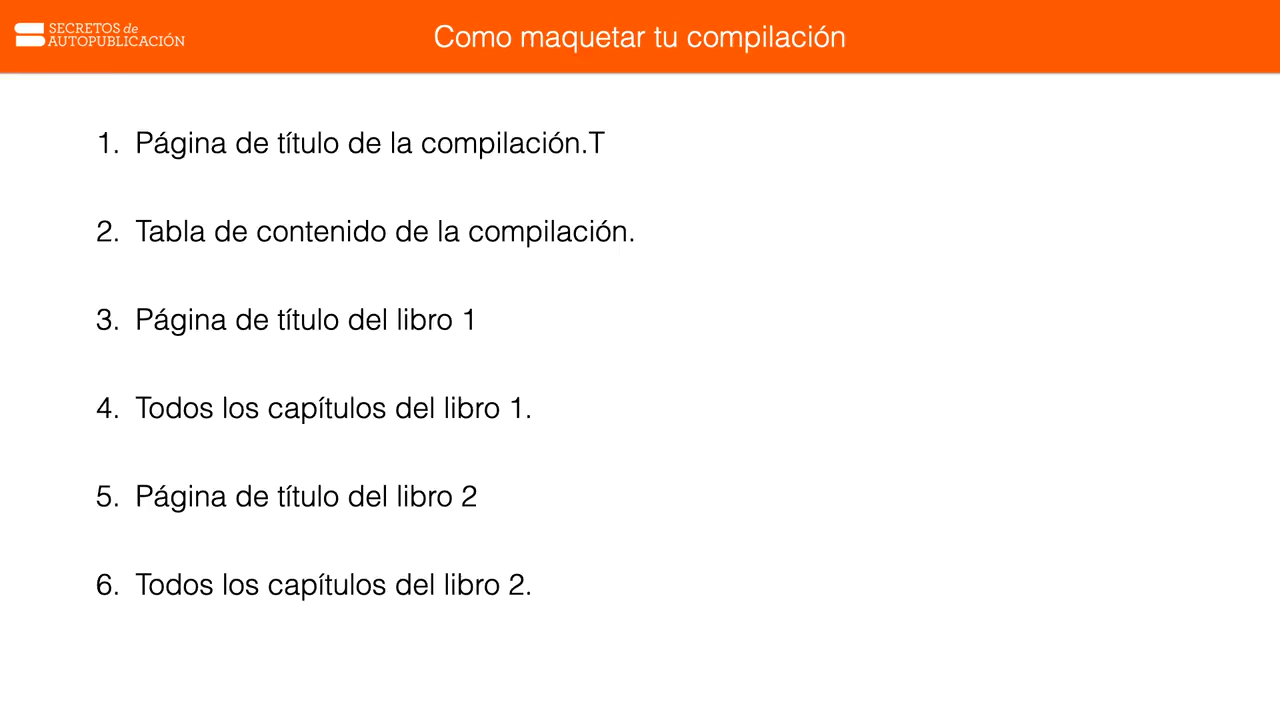 SECRETOS de
AUTOPUBLICACIÓN
Como maquetar tu compilación
1. Página de título de la compilación.T
2. Tabla de contenido de la compilación.
3. Página de título del libro 1
4. Todos los capítulos del libro 1.
5. Página de título del libro 2
6. Todos los capítulos del libro 2.